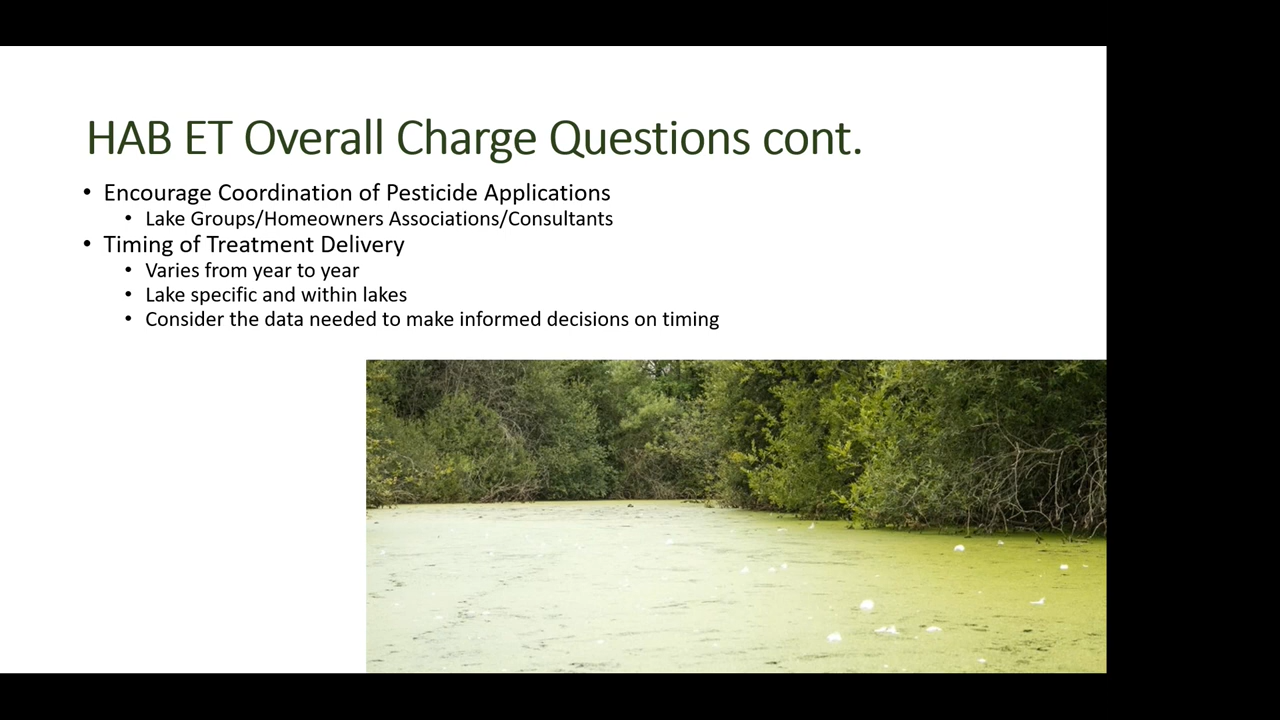 HAB ET Overall Charge Questions cont.
• Encourage Coordination of Pesticide Applications
• Lake Groups/Homeowners Associations/Consultants
• Timing of Treatment Delivery
• Varies from year to year
• Lake specific and within lakes
• Consider the data needed to make informed decisions on timing